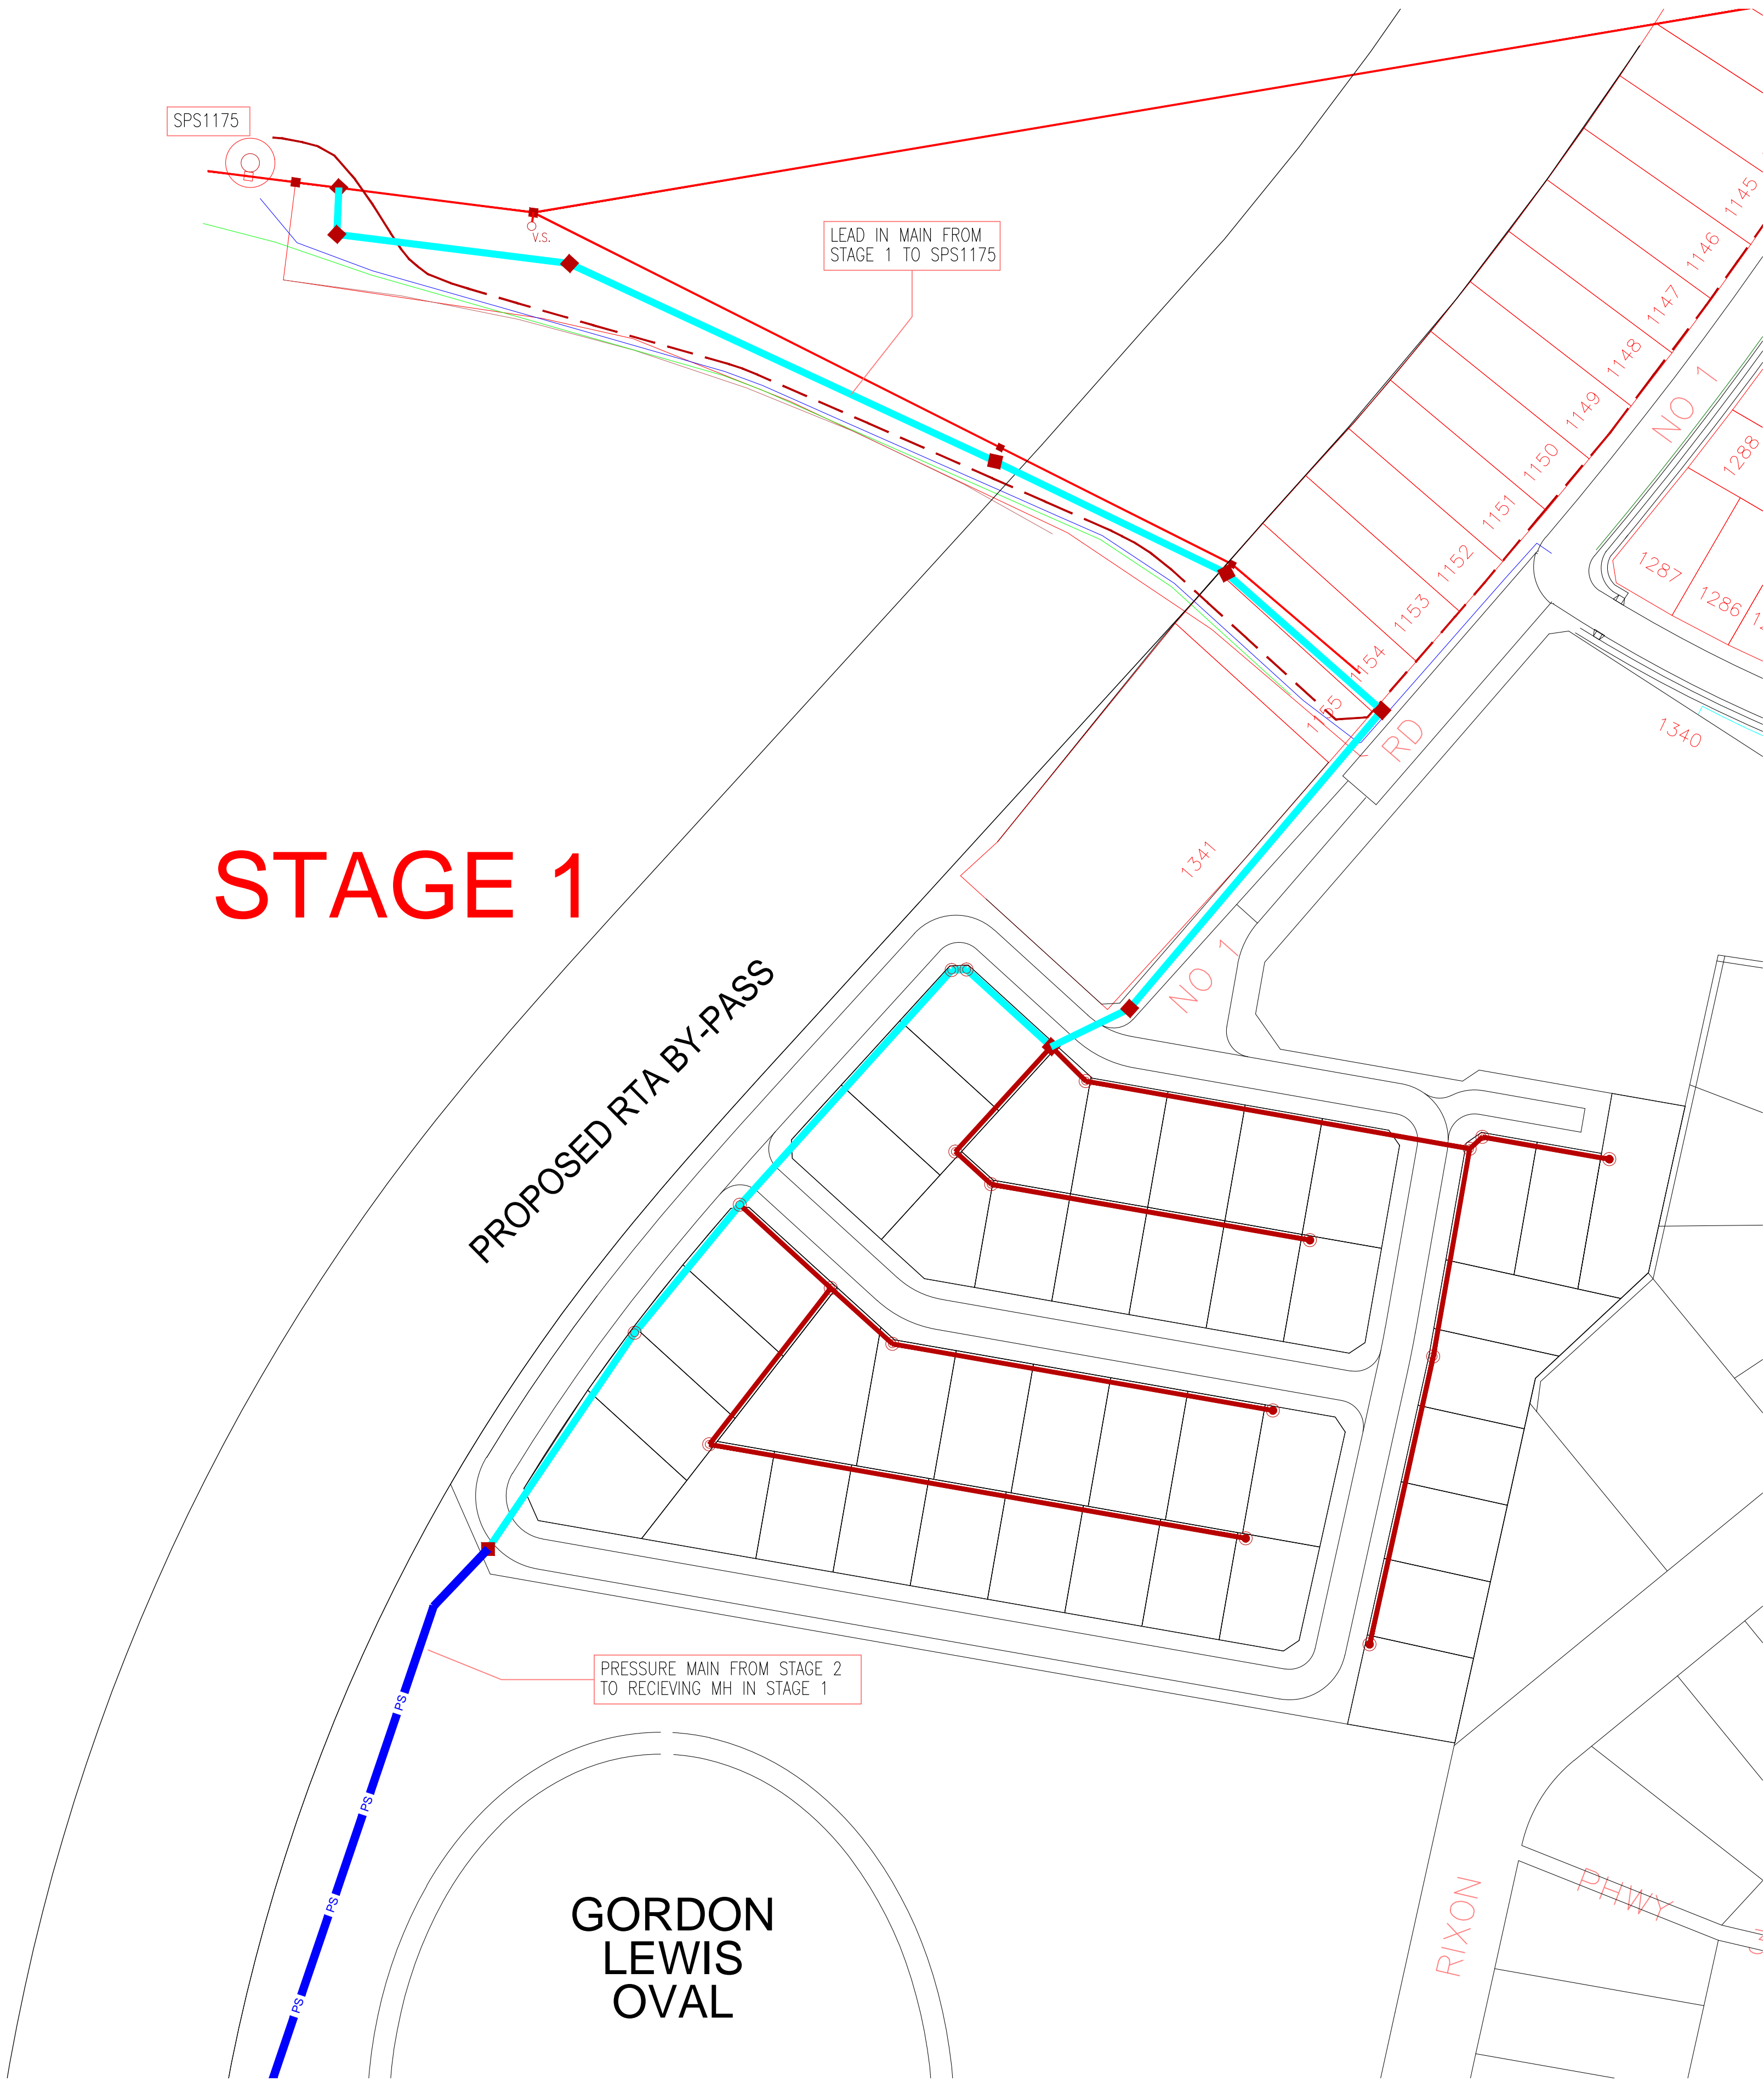 SPS1175
V.S.
LEAD IN MAIN FROM
STAGE 1 TO SPS1175
1145
1146
1147
1148
1149
1150
1151
1152
1153
1154
1155
NO 1
RD
1288
1287
1286
1340
1341
NO 1
STAGE 1
PROPOSED RTA BY-PASS
PRESSURE MAIN FROM STAGE 2
TO RECIEVING MH IN STAGE 1
PS
PS
PS
PS
GORDON
LEWIS
OVAL
RIXON
PHWY